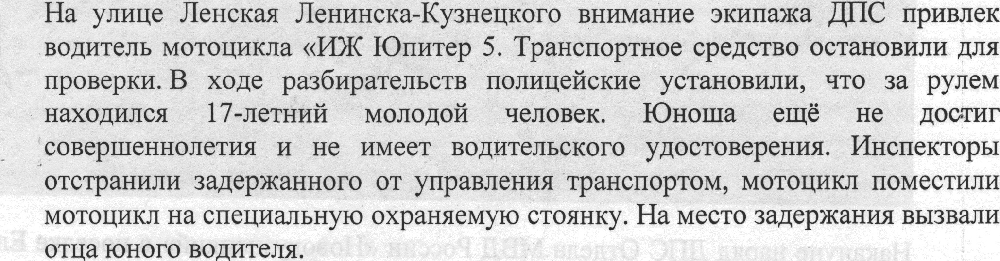 На улице Ленская Ленинска-Кузнецкого внимание экипажа ДПС привлек
водитель мотоцикла «ИЖ Юпитер 5. Транспортное средство остановили для
проверки. В ходе разбирательств полицейские установили, что за рулем
находился 17-летний молодой человек. Юноша ещё не достиг
совершеннолетия и не имеет водительского удостоверения. Инспекторы
отстранили задержанного от управления транспортом, мотоцикл поместили
мотоцикл на специальную охраняемую стоянку. На место задержания вызвали
отца юного водителя.